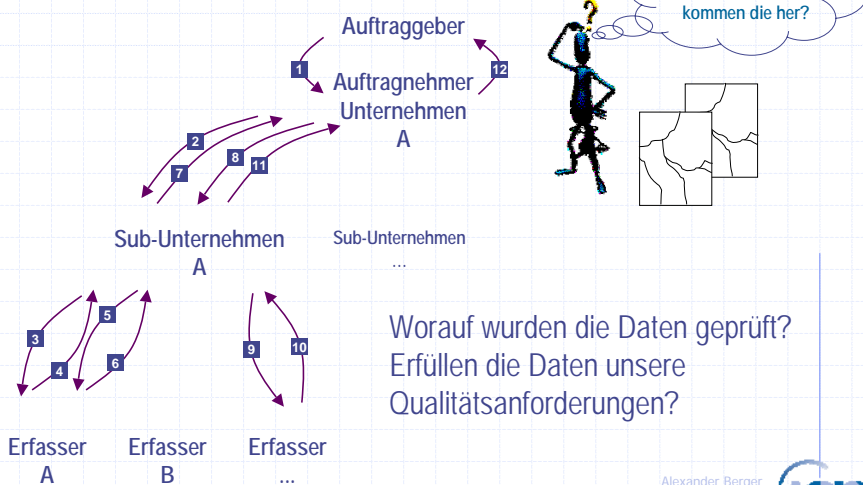 kommen die her?
?
Auftraggeber
1
12
Auftragnehmer
Unternehmen
A
2
7
8
11
Sub-Unternehmen
A
Sub-Unternehmen
...
3
4
5
6
9
10
Worauf wurden die Daten geprüft?
Erfüllen die Daten unsere
Qualitätsanforderungen?
Erfasser
A
Erfasser
B
Erfasser
...
Alexander Berger